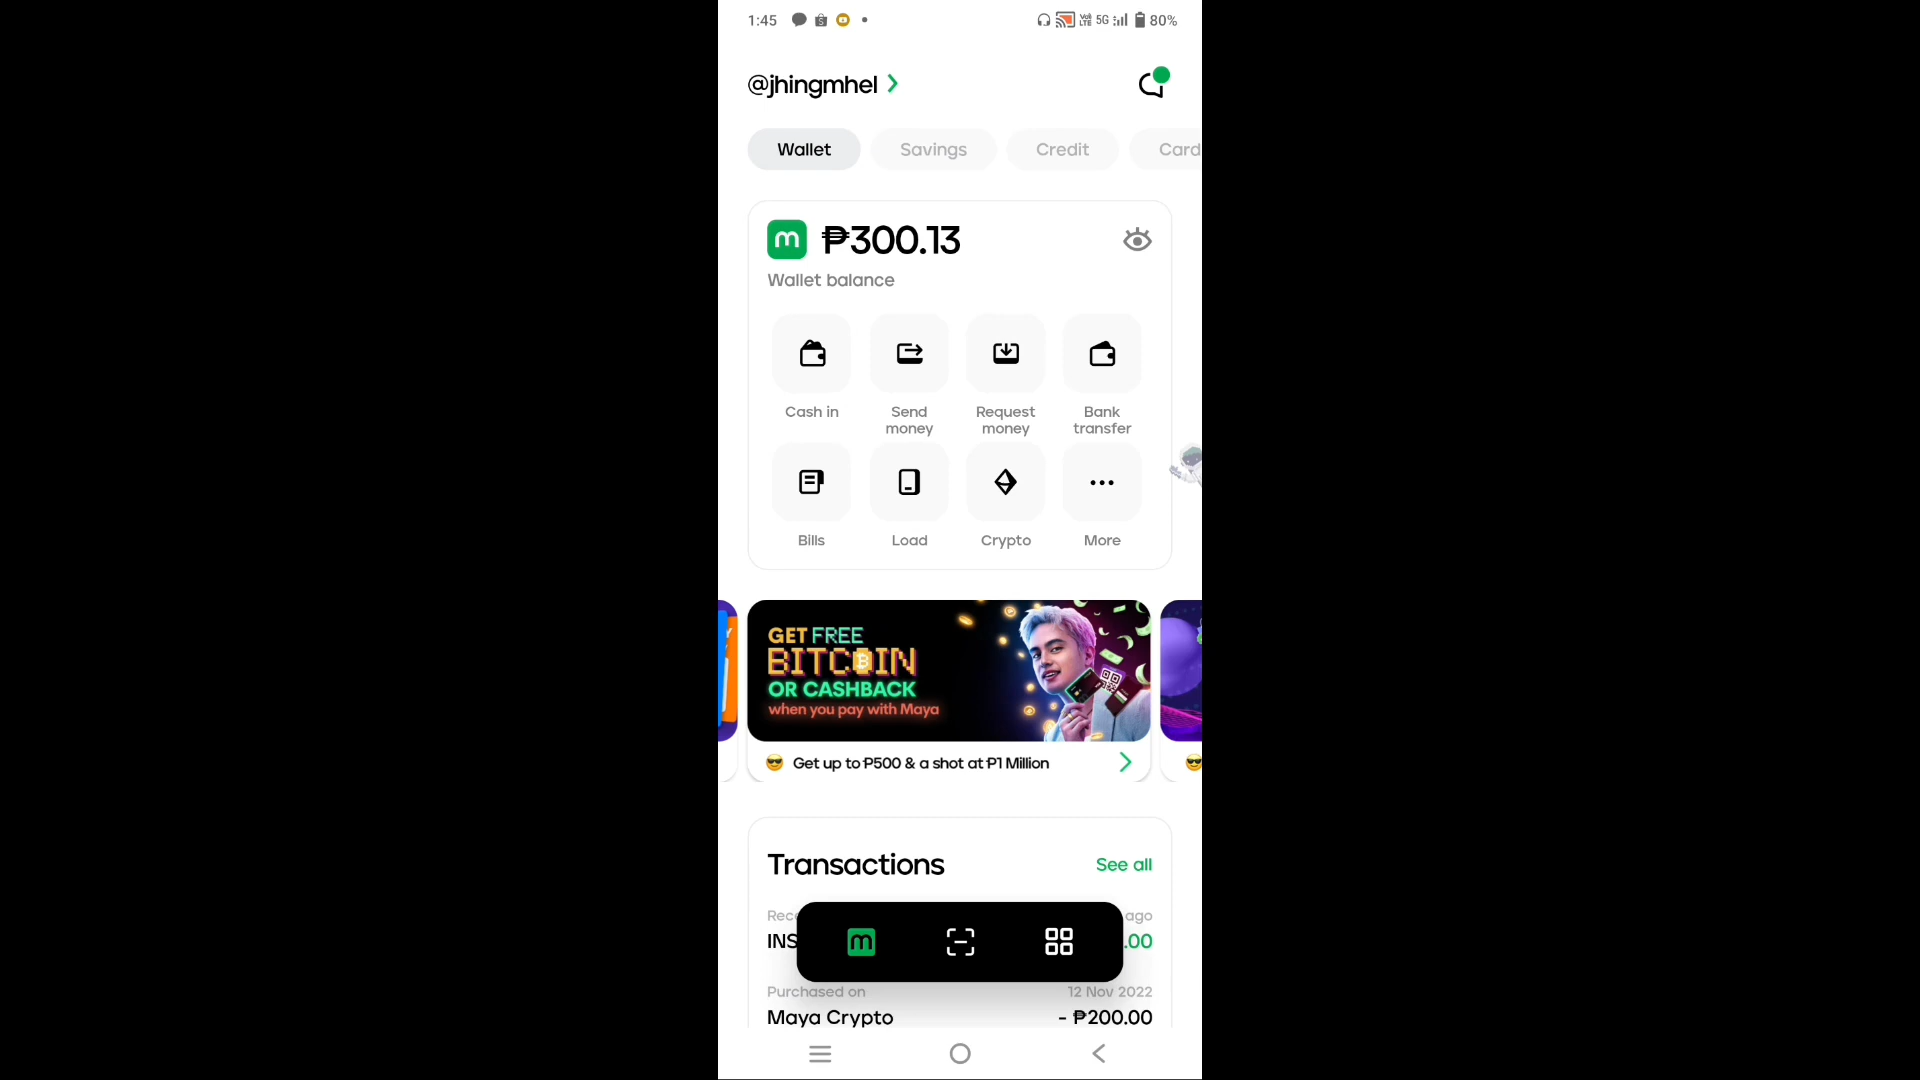 1:45 5G 80%
@jhingmhel
Wallet Savings Credit Card
₱300.13
Wallet balance
Cash in
Send
money
Request
money
Bank
transfer
Bills
Load
Crypto
More
GET FREE
BITCOIN
OR CASHBACK
when you pay with Maya
Get up to ₱500 & a shot at ₱1 Million
Transactions See all
ago
INS .00
Purchased on 12 Nov 2022
Maya Crypto - ₱200.00